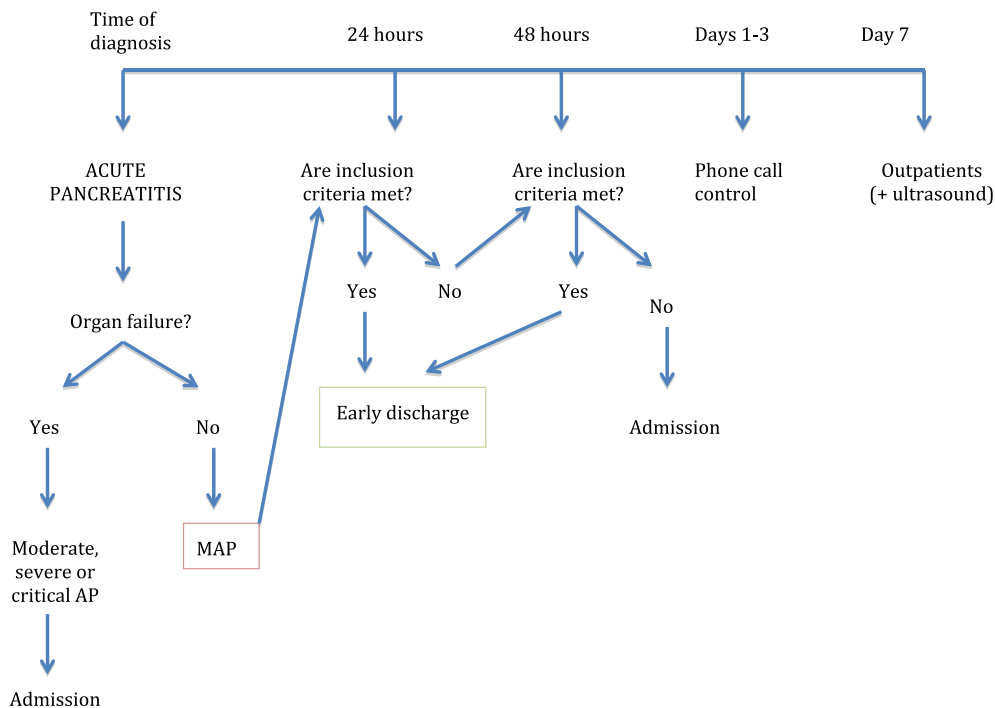 Time of
diagnosis
24 hours
48 hours
Days 1-3
Day 7
ACUTE
PANCREATITIS
Are inclusion
criteria met?
Are inclusion
criteria met?
Phone call
control
Outpatients
(+ ultrasound)
Organ failure?
Yes
No
Yes
No
Early discharge
Yes
No
Admission
MAP
Moderate,
severe or
critical AP
Admission